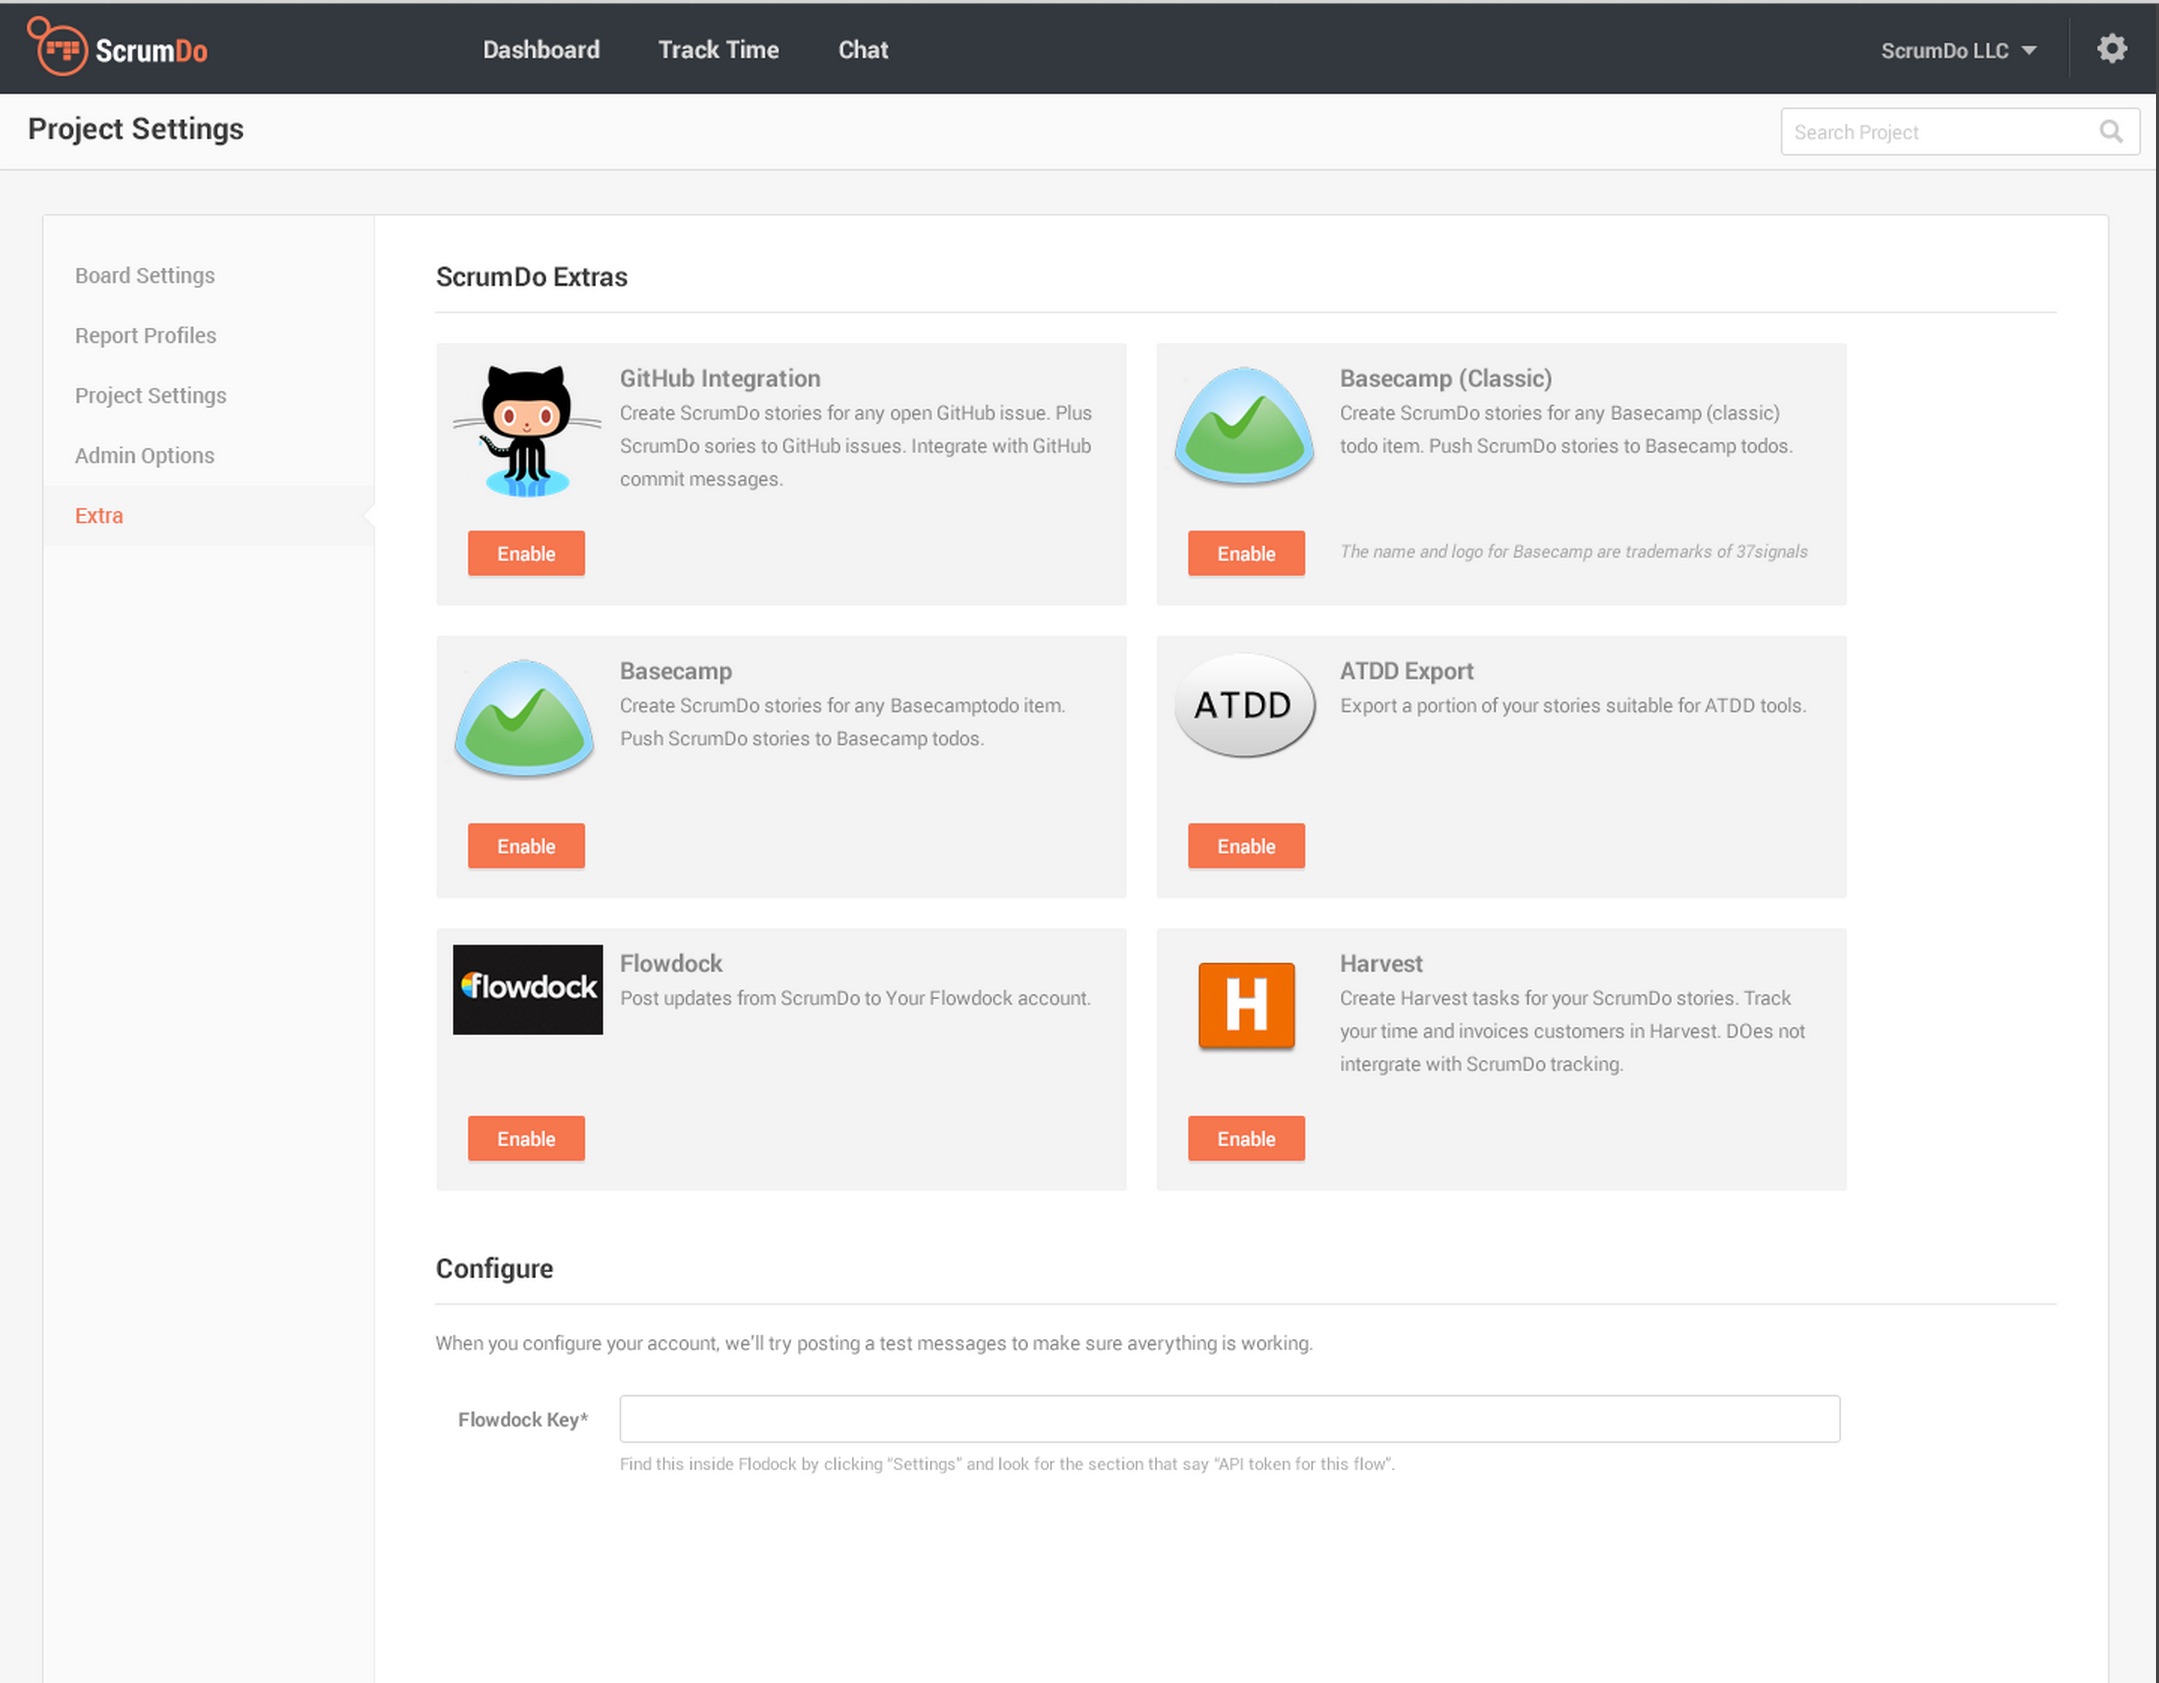 ScrumDo
Dashboard
Track Time
Chat
ScrumDo LLC
Project Settings
Search Project
Board Settings
Report Profiles
Project Settings
Admin Options
Extra
ScrumDo Extras
GitHub Integration
Create ScrumDo stories for any open GitHub issue. Plus
ScrumDo sories to GitHub issues. Integrate with GitHub
commit messages.
Enable
Basecamp (Classic)
Create ScrumDo stories for any Basecamp (classic)
todo item. Push ScrumDo stories to Basecamp todos.
Enable
The name and logo for Basecamp are trademarks of 37signals
Basecamp
Create ScrumDo stories for any Basecamptodo item.
Push ScrumDo stories to Basecamp todos.
Enable
ATDD
ATDD Export
Export a portion of your stories suitable for ATDD tools.
Enable
flowdock
Flowdock
Post updates from ScrumDo to Your Flowdock account.
Enable
H
Harvest
Create Harvest tasks for your ScrumDo stories. Track
your time and invoices customers in Harvest. DOes not
intergrate with ScrumDo tracking.
Enable
Configure
When you configure your account, we'll try posting a test messages to make sure averything is working.
Flowdock Key*
Find this inside Flodock by clicking “Settings” and look for the section that say “API token for this flow”.